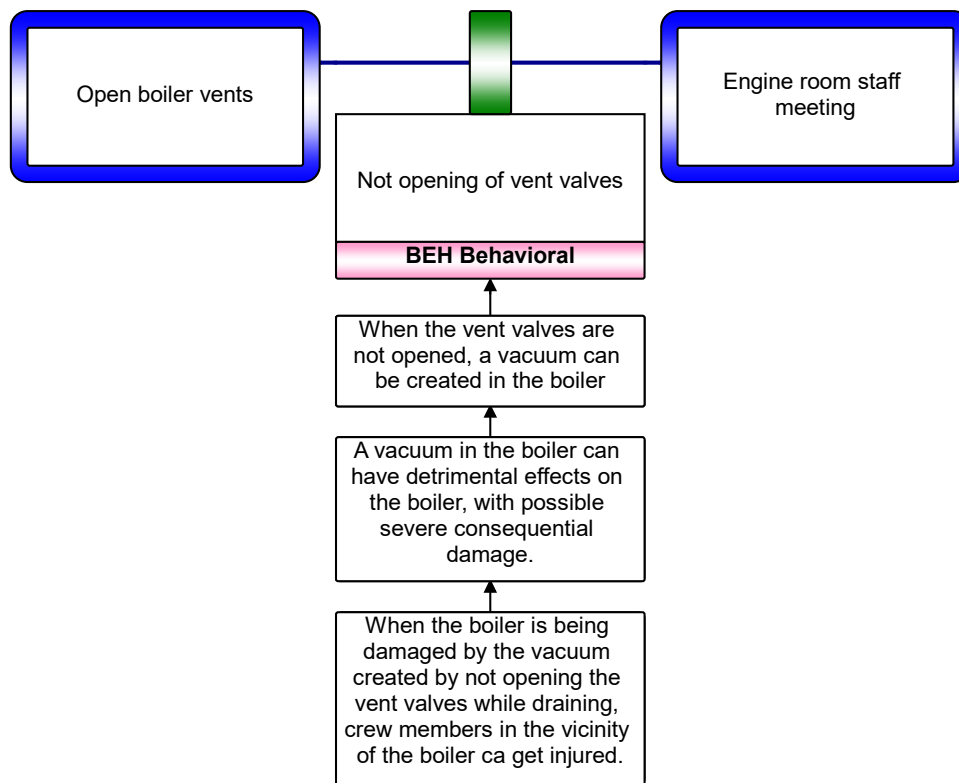 Open boiler vents
Engine room staff
meeting
Not opening of vent valves
BEH Behavioral
When the vent valves are
not opened, a vacuum can
be created in the boiler
A vacuum in the boiler can
have detrimental effects on
the boiler, with possible
severe consequential
damage.
When the boiler is being
damaged by the vacuum
created by not opening the
vent valves while draining,
crew members in the vicinity
of the boiler ca get injured.